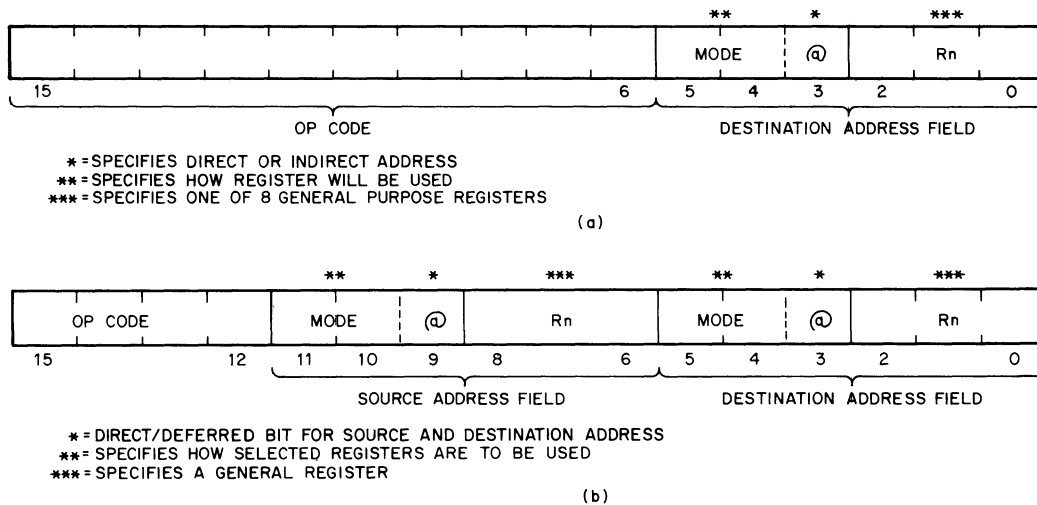 ** * ***
MODE @ Rn
15 6 5 4 3 2 0
OP CODE DESTINATION ADDRESS FIELD
*=SPECIFIES DIRECT OR INDIRECT ADDRESS
**=SPECIFIES HOW REGISTER WILL BE USED
***=SPECIFIES ONE OF 8 GENERAL PURPOSE REGISTERS
(a)
** * *** ** * ***
OP CODE MODE @ Rn MODE @ Rn
15 12 11 10 9 8 6 5 4 3 2 0
SOURCE ADDRESS FIELD DESTINATION ADDRESS FIELD
*=DIRECT/DEFERRED BIT FOR SOURCE AND DESTINATION ADDRESS
**=SPECIFIES HOW SELECTED REGISTERS ARE TO BE USED
***=SPECIFIES A GENERAL REGISTER
(b)